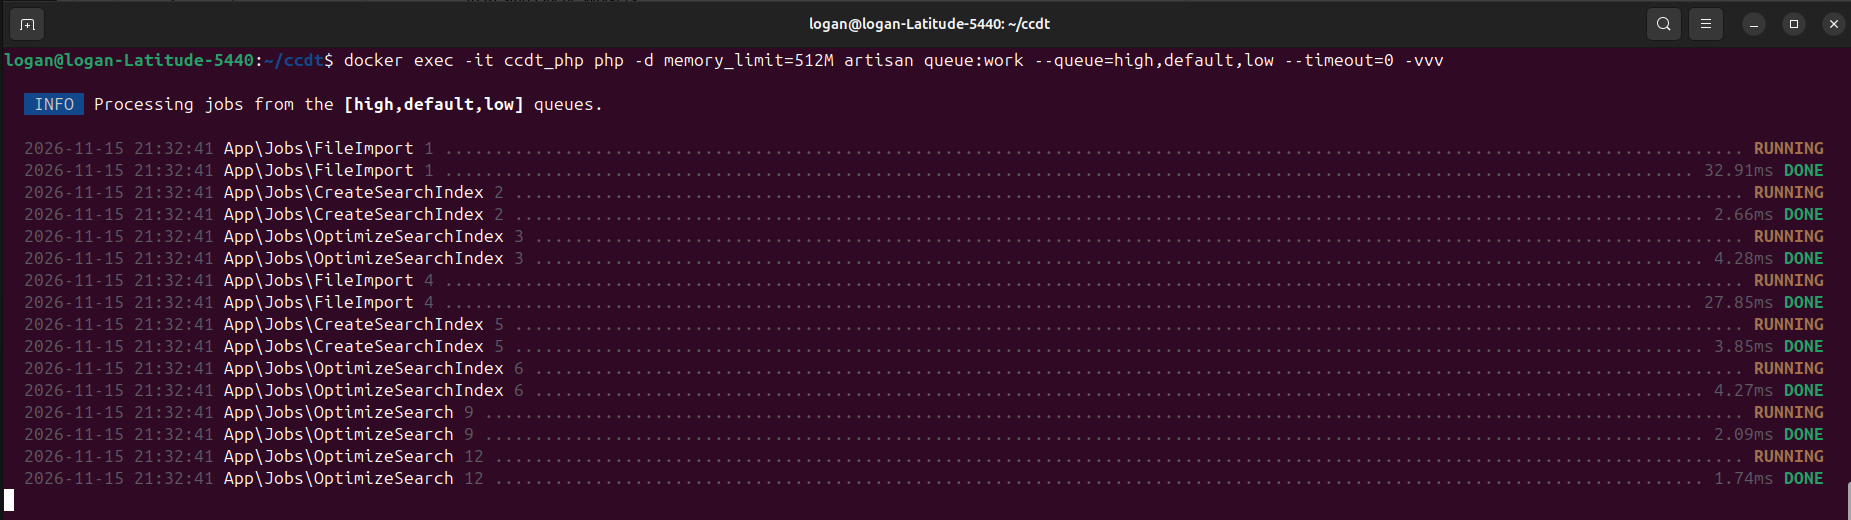 logan@logan-Latitude-5440: ~/ccdt
logan@logan-Latitude-5440:~/ccdt$ docker exec -it ccdt_php php -d memory_limit=512M artisan queue:work --queue=high,default,low --timeout=0 -vvv
INFO Processing jobs from the [high,default,low] queues.
2026-11-15 21:32:41 App\Jobs\FileImport 1 ........................................ RUNNING
2026-11-15 21:32:41 App\Jobs\FileImport 1 ........................................ 32.91ms DONE
2026-11-15 21:32:41 App\Jobs\CreateSearchIndex 2 ........................................ RUNNING
2026-11-15 21:32:41 App\Jobs\CreateSearchIndex 2 ........................................ 2.66ms DONE
2026-11-15 21:32:41 App\Jobs\OptimizeSearchIndex 3 ........................................ RUNNING
2026-11-15 21:32:41 App\Jobs\OptimizeSearchIndex 3 ........................................ 4.28ms DONE
2026-11-15 21:32:41 App\Jobs\FileImport 4 ........................................ RUNNING
2026-11-15 21:32:41 App\Jobs\FileImport 4 ........................................ 27.85ms DONE
2026-11-15 21:32:41 App\Jobs\CreateSearchIndex 5 ........................................ RUNNING
2026-11-15 21:32:41 App\Jobs\CreateSearchIndex 5 ........................................ 3.85ms DONE
2026-11-15 21:32:41 App\Jobs\OptimizeSearchIndex 6 ........................................ RUNNING
2026-11-15 21:32:41 App\Jobs\OptimizeSearchIndex 6 ........................................ 4.27ms DONE
2026-11-15 21:32:41 App\Jobs\OptimizeSearch 9 ........................................ RUNNING
2026-11-15 21:32:41 App\Jobs\OptimizeSearch 9 ........................................ 2.09ms DONE
2026-11-15 21:32:41 App\Jobs\OptimizeSearch 12 ........................................ RUNNING
2026-11-15 21:32:41 App\Jobs\OptimizeSearch 12 ........................................ 1.74ms DONE